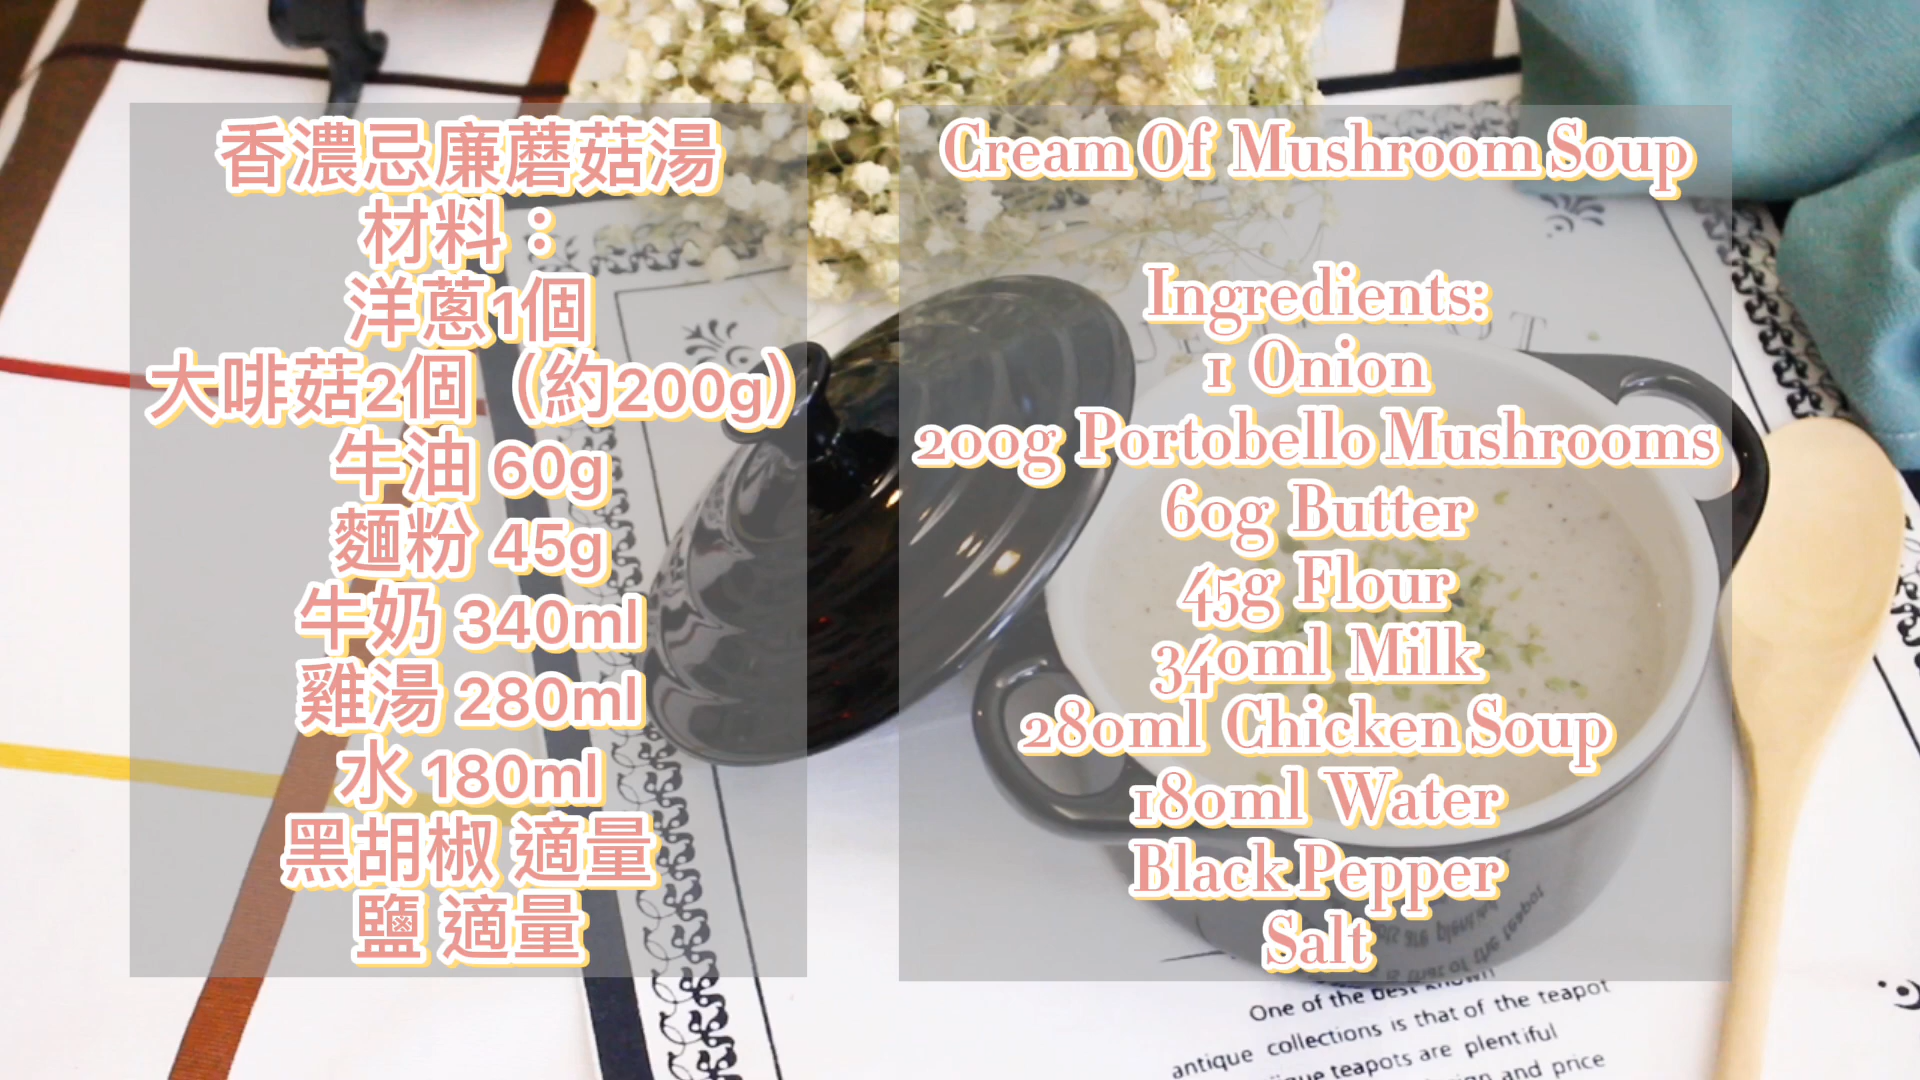 香濃忌廉蘑菇湯
材料：
洋蔥1個
大啡菇2個（約200g）
牛油 60g
麵粉 45g
牛奶 340ml
雞湯 280ml
水 180ml
黑胡椒 適量
鹽 適量
Cream Of Mushroom Soup
Ingredients:
1 Onion
200g Portobello Mushrooms
60g Butter
45g Flour
340ml Milk
280ml Chicken Soup
180ml Water
Black Pepper
Salt
One of the best known
antique collections is that of the teapot
teapots are plentiful
and price